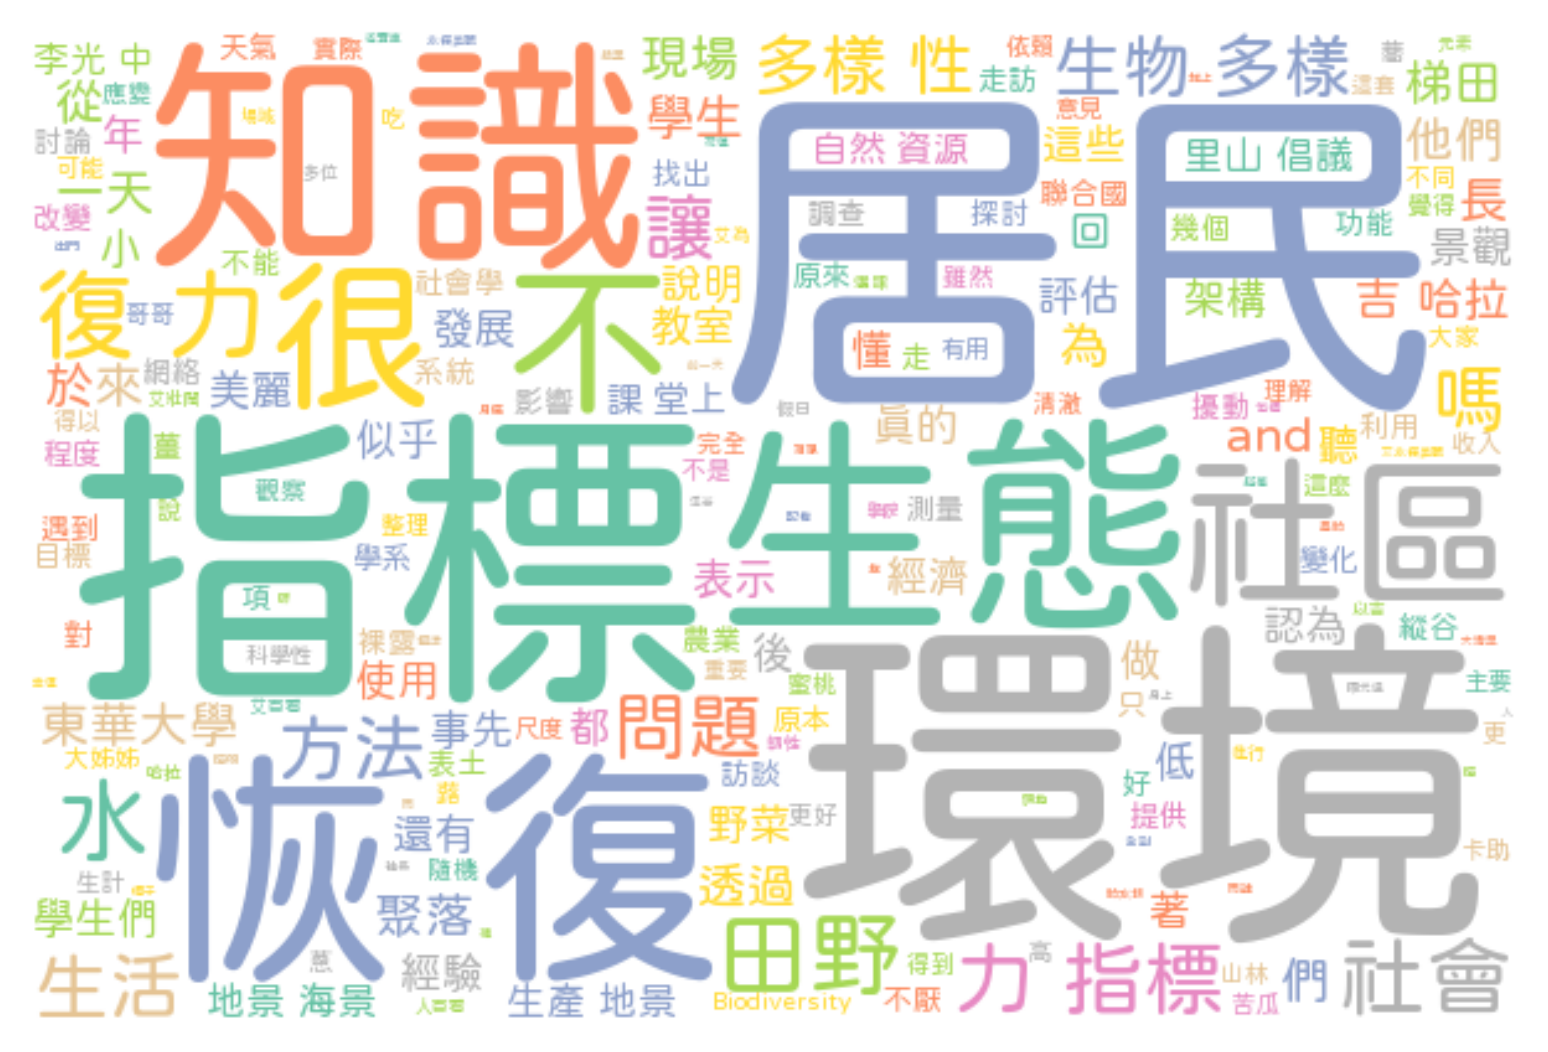 李光 中
天氣
實際
現場
多樣 性
依賴
生物 多樣
梯田
從
應變
知識
學生
走訪
意見
這些
他們
居民
自然 資源
里山 倡議
討論
年
吃
可能
一天
多位
找出
讓
調查
探討
聯合國
回
幾個
功能
不同
覺得
長
改變
小
不能
景觀
復 力
很
社會學
不
說明
原來
雖然
評估
架構
吉 哈拉
哥哥
發展
教室
懂
走
有用
為
大家
於
來
網絡
美麗
系統
影響
課 堂上
假日
清澈
擾動
理解
嗎
得以
程度
薑
似乎
完全
不是
真的
and
聽
利用
收入
指標
生態
社區
觀察
說
整理
測量
這麼
遇到
目標
學系
表示
經濟
變化
項
對
裸露
科學性
使用
農業
重要
後
環境
做
認為
縱谷
主要
蜜桃
只
東華大學
方法
事先
尺度
都
問題
原本
更
大姊姊
哈拉
恢復
表土
訪談
低
水
還有
野菜
更好
好
提供
卡助
生計
隨機
透過
學生們
聚落
著
田野
生活
蔥
經驗
得到
力 指標
高
山林
們
社會
地景 海景
生產 地景
Biodiversity
不厭
苦瓜